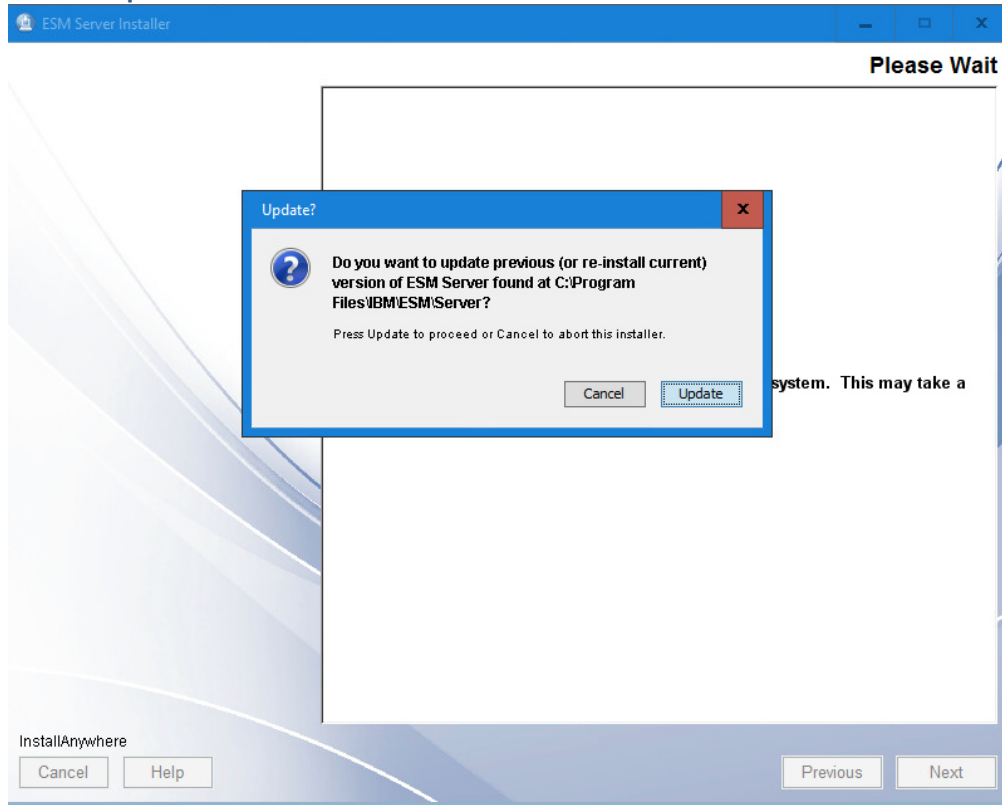 ESM Server Installer
Please Wait
Update?
Do you want to update previous (or re-install current)
version of ESM Server found at C:\Program
Files\IBM\ESM\Server?
Press Update to proceed or Cancel to abort this installer.
Cancel
Update
system. This may take a
InstallAnywhere
Cancel
Help
Previous
Next